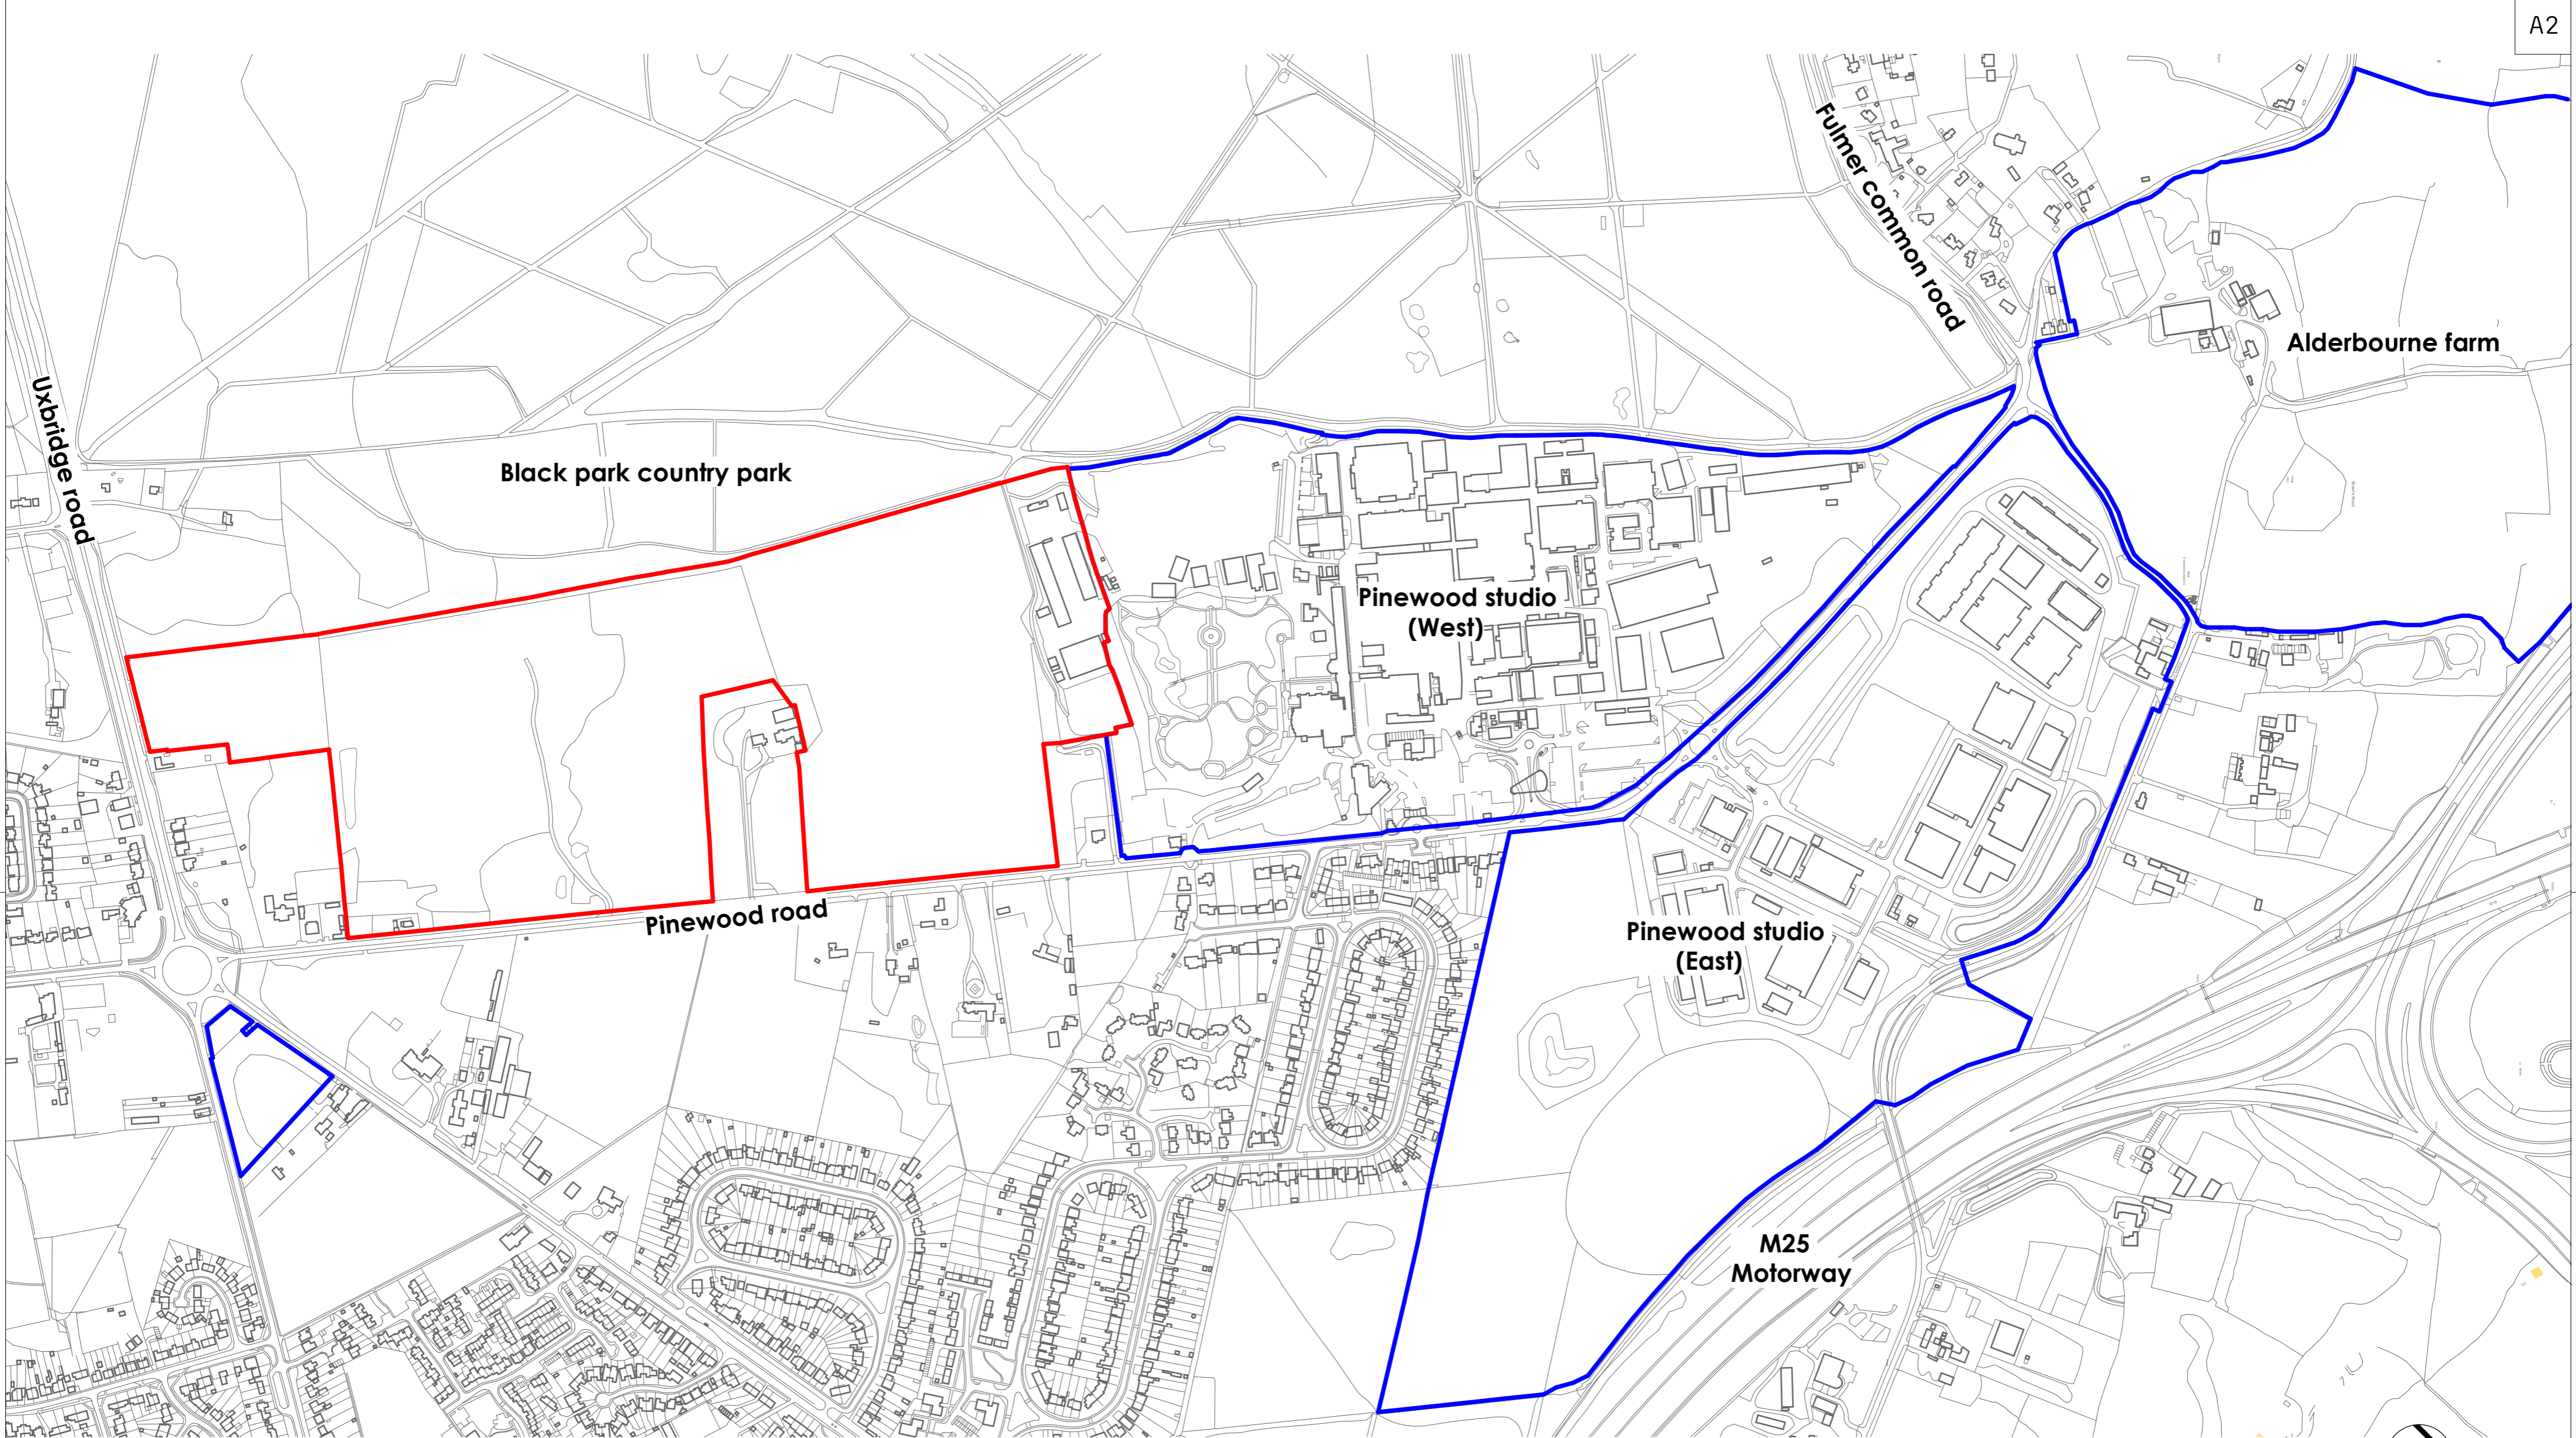 A2
Fulmer common road
Alderbourne farm
Uxbridge road
Black park country park
Pinewood studio
(West)
Pinewood road
Pinewood studio
(East)
M25
Motorway